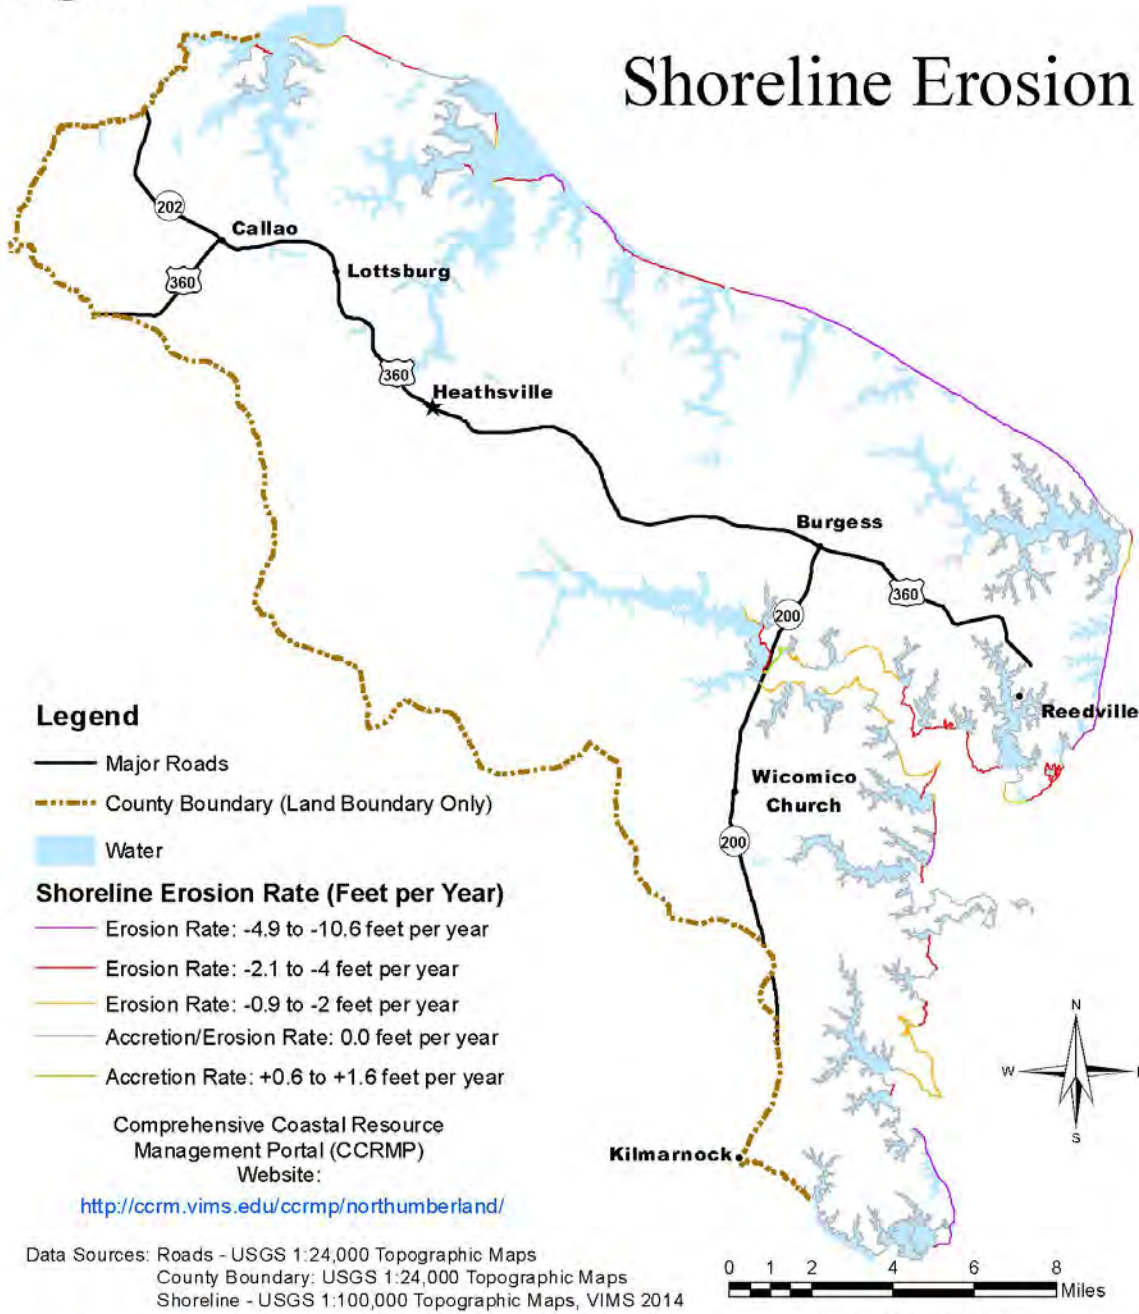 Shoreline Erosion
202
Callao
Lottsburg
360
360
Heathsville
Burgess
360
200
Reedville
Wicomico
Church
200
Kilmarnock
Legend
Major Roads
County Boundary (Land Boundary Only)
Water
Shoreline Erosion Rate (Feet per Year)
Erosion Rate: -4.9 to -10.6 feet per year
Erosion Rate: -2.1 to -4 feet per year
Erosion Rate: -0.9 to -2 feet per year
Accretion/Erosion Rate: 0.0 feet per year
Accretion Rate: +0.6 to +1.6 feet per year
Comprehensive Coastal Resource
Management Portal (CCRMP)
Website:
http://ccrm.vims.edu/ccrmp/northumberland/
Data Sources: Roads - USGS 1:24,000 Topographic Maps
County Boundary: USGS 1:24,000 Topographic Maps
Shoreline - USGS 1:100,000 Topographic Maps, VIMS 2014
N
W
S
0 1 2 4 6 8
Miles